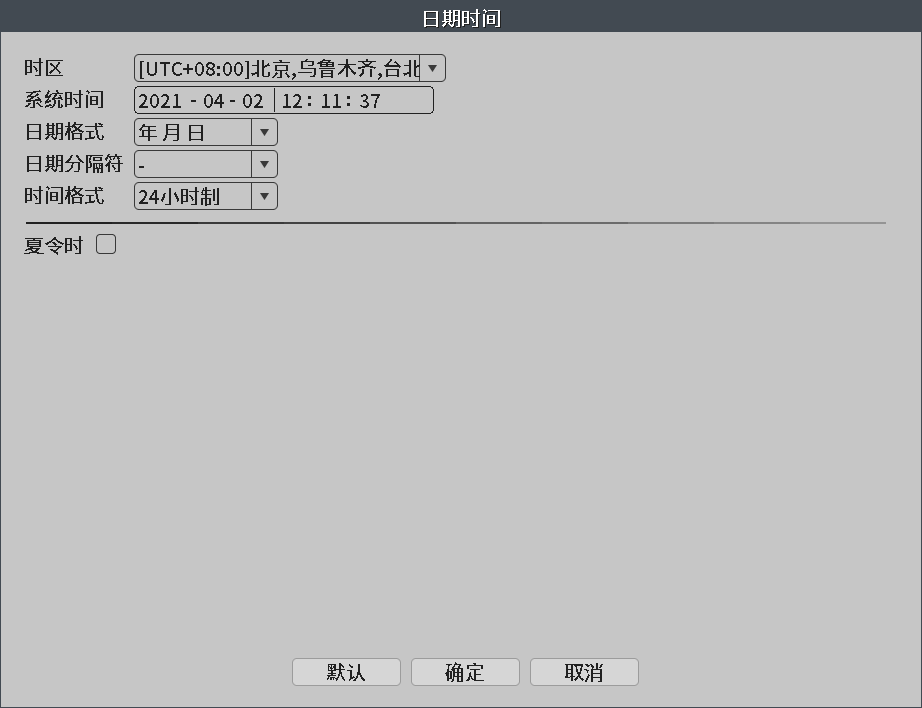 日期时间
时区 [UTC+08:00]北京,乌鲁木齐,台北
系统时间 2021 - 04 - 02 12 : 11 : 37
日期格式 年 月 日
日期分隔符 -
时间格式 24小时制
夏令时
默认 确定 取消